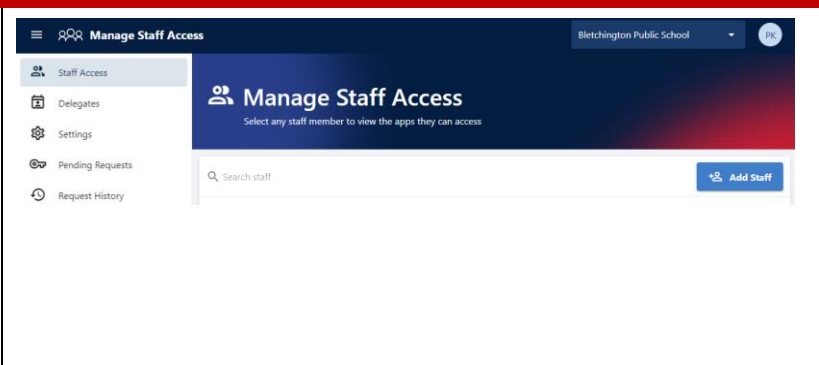 Manage Staff Access
Bletchington Public School
PK
Staff Access
Delegates
Settings
Pending Requests
Request History
Manage Staff Access
Select any staff member to view the apps they can access
Search staff
Add Staff